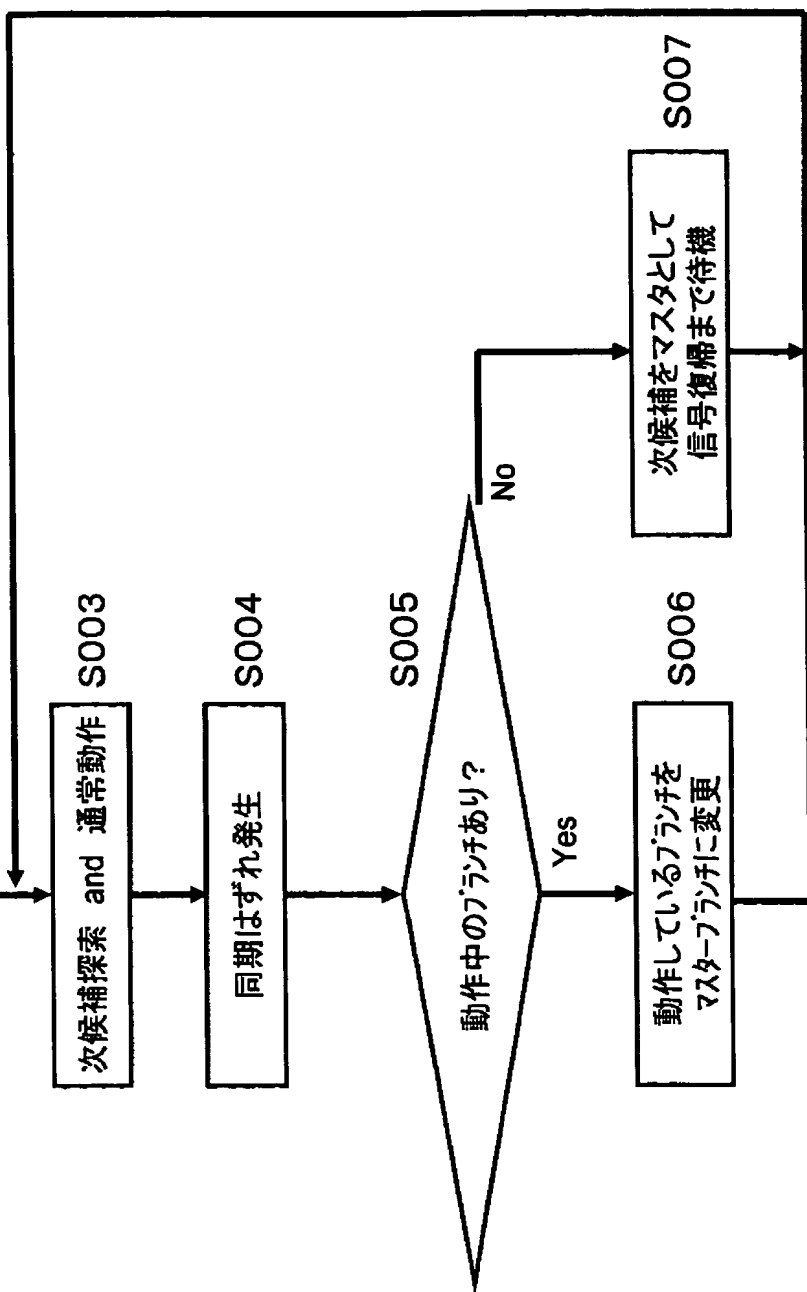 次候補探索 and 通常動作
S003
同期はずれ発生
S004
動作中のブランチあり？
S005
Yes
No
動作しているブランチを
マスターブランチに変更
S006
次候補をマスタとして
信号復帰まで待機
S007